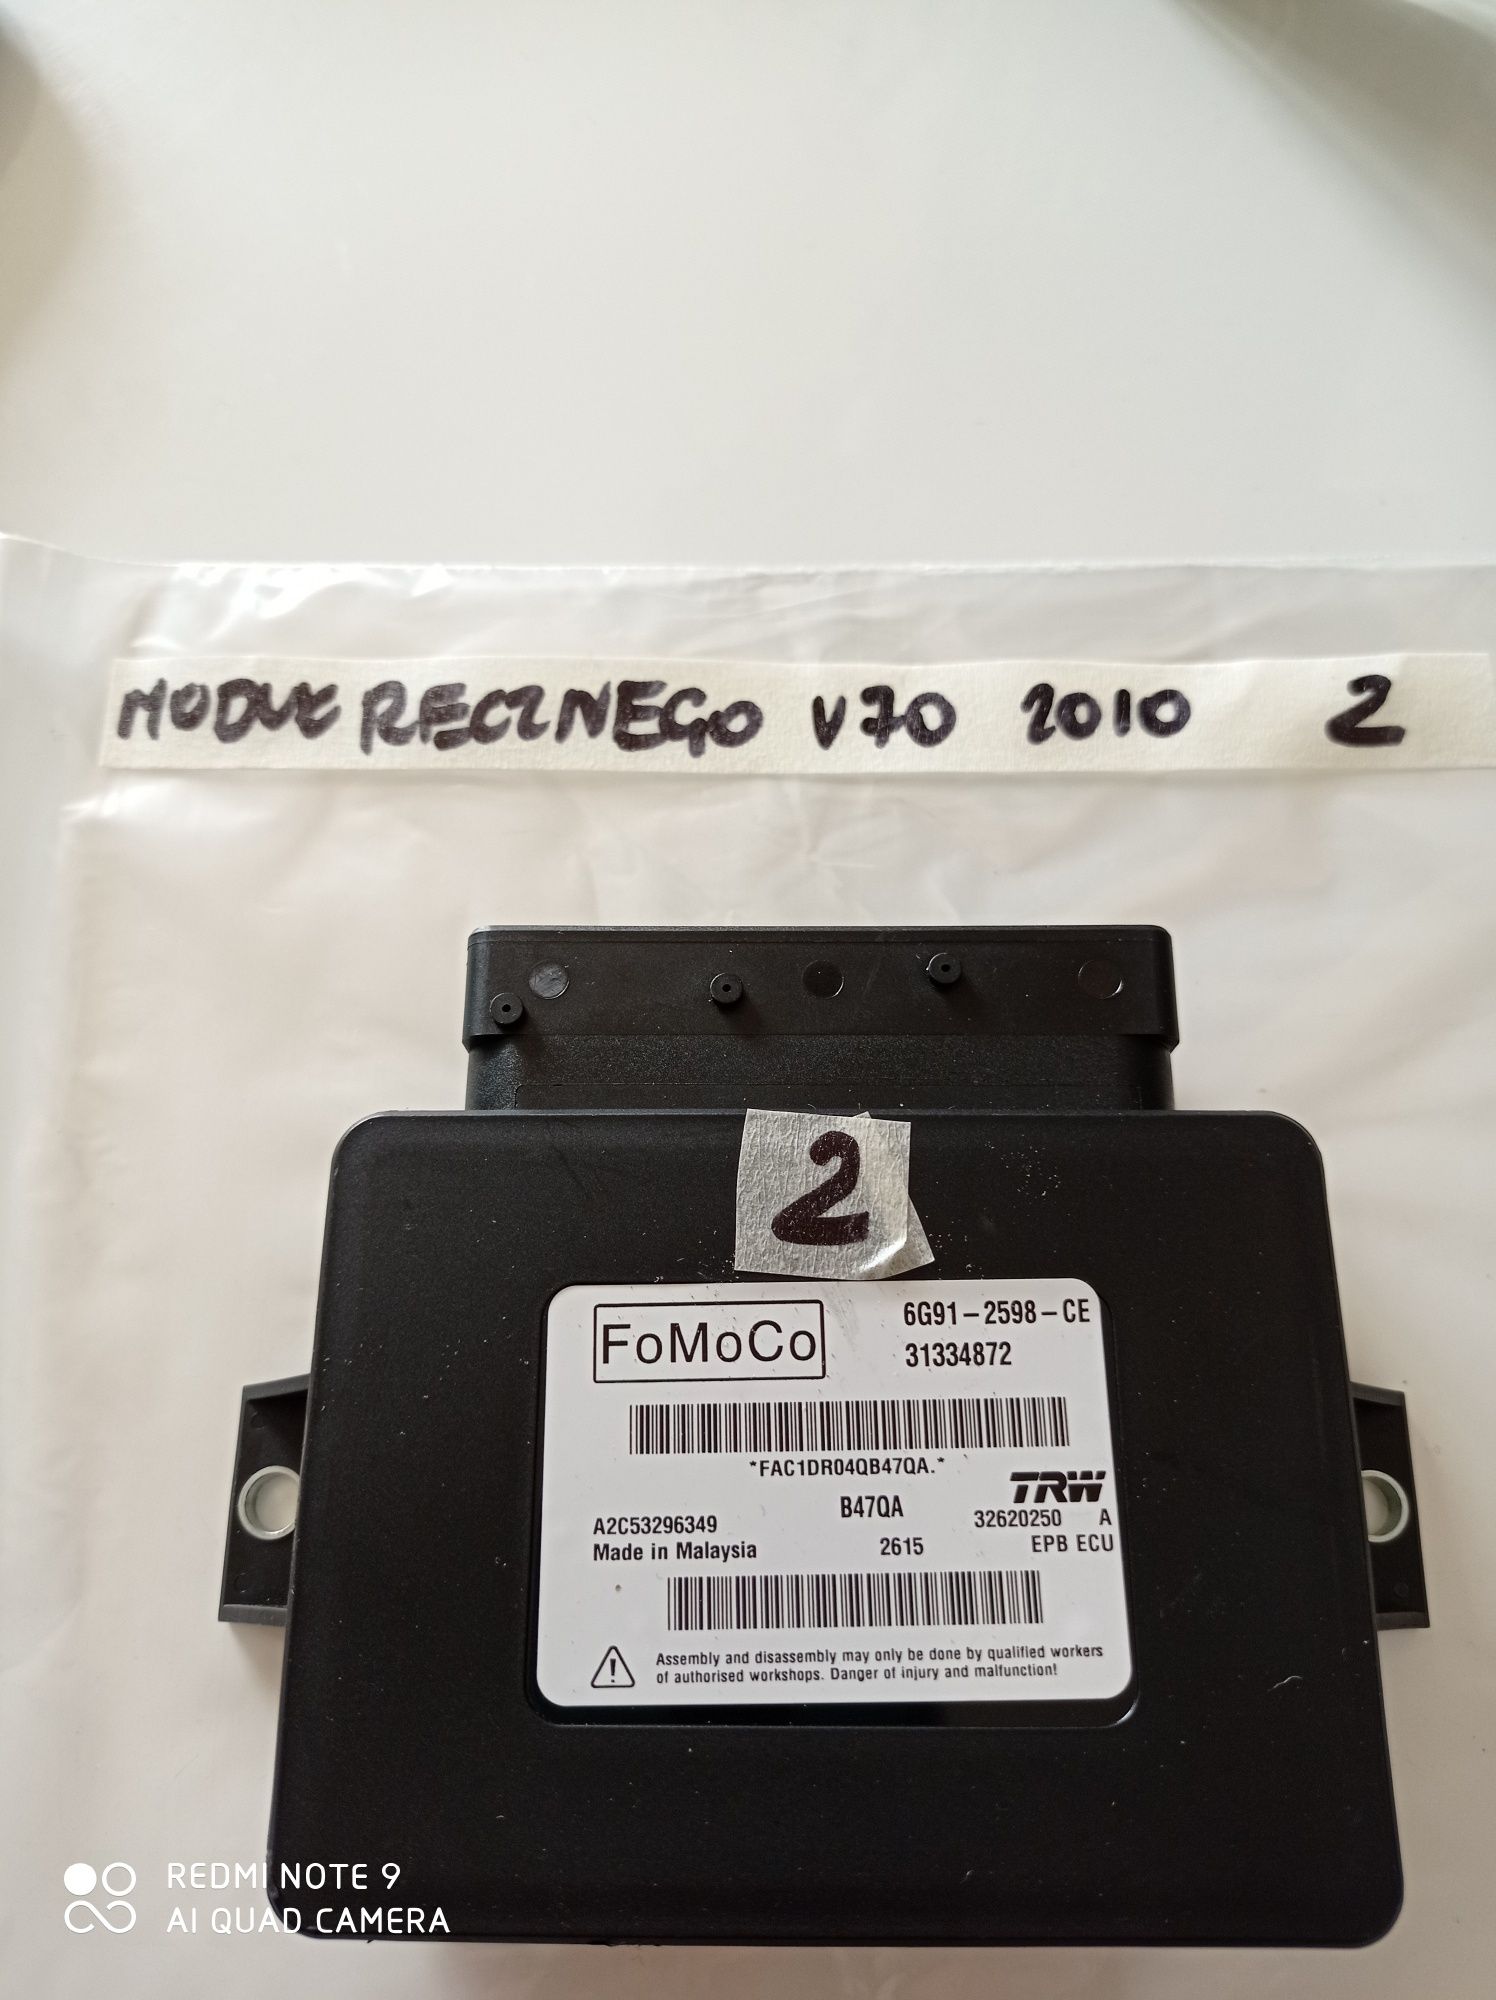 MODUŁ RECZNEGO V70 2010 2
2
FoMoCo
6G91-2598-CE
31334872
*FAC1DR04QB47QA.*
TRW
B47QA
A2C53296349
32620250 A
Made in Malaysia
2615
EPB ECU
Assembly and disassembly may only be done by qualified workers
of authorised workshops. Danger of injury and malfunction!
REDMI NOTE 9
AI QUAD CAMERA